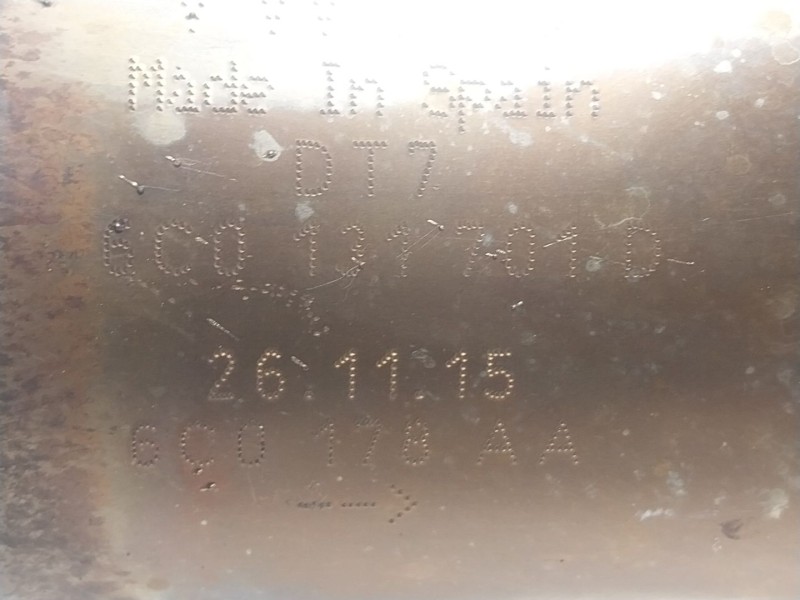 Made In Spain
DT7
6C0 131 701 D
26.11.15
6C0 178 AA